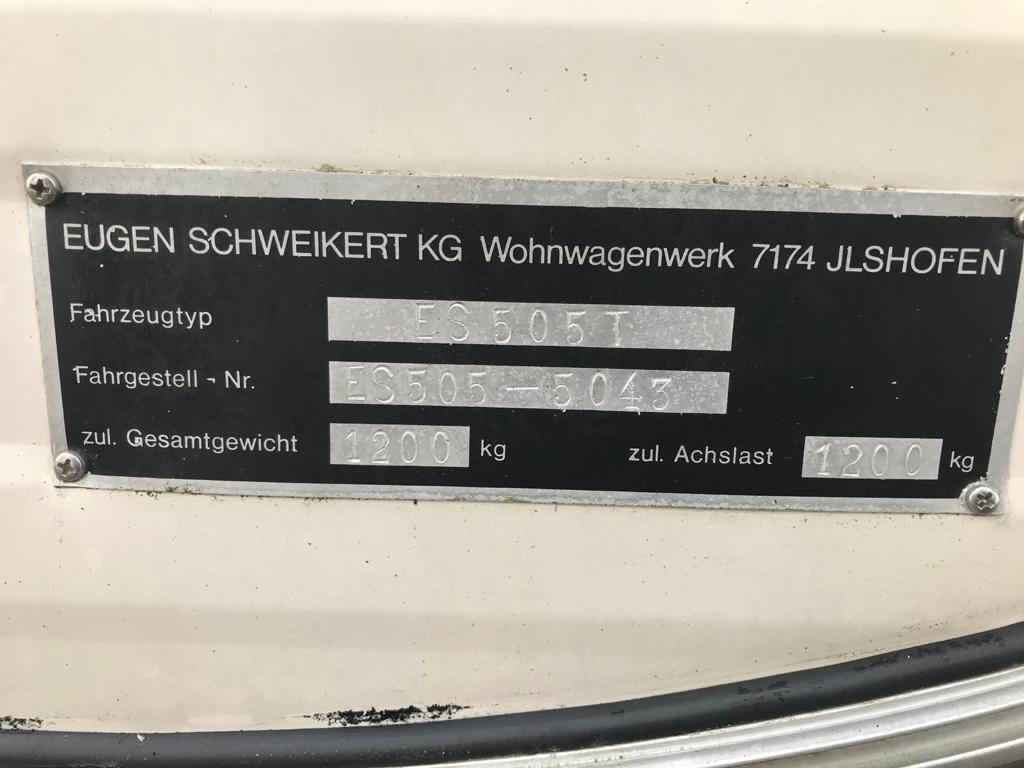 EUGEN SCHWEIKERT KG Wohnwagenwerk 7174 JLSHOFEN
Fahrzeugtyp ES 505T
Fahrgestell - Nr. ES505-5043
zul. Gesamtgewicht 1200 kg zul. Achslast 1200 kg